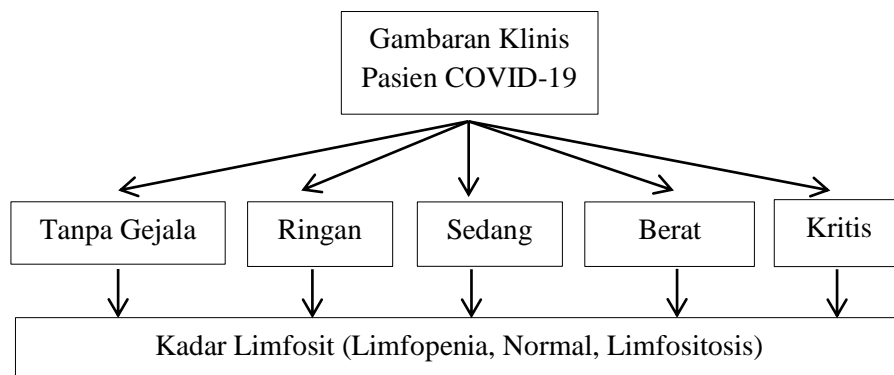 Gambaran Klinis
Pasien COVID-19
Tanpa Gejala
Ringan
Sedang
Berat
Kritis
Kadar Limfosit (Limfopenia, Normal, Limfositosis)